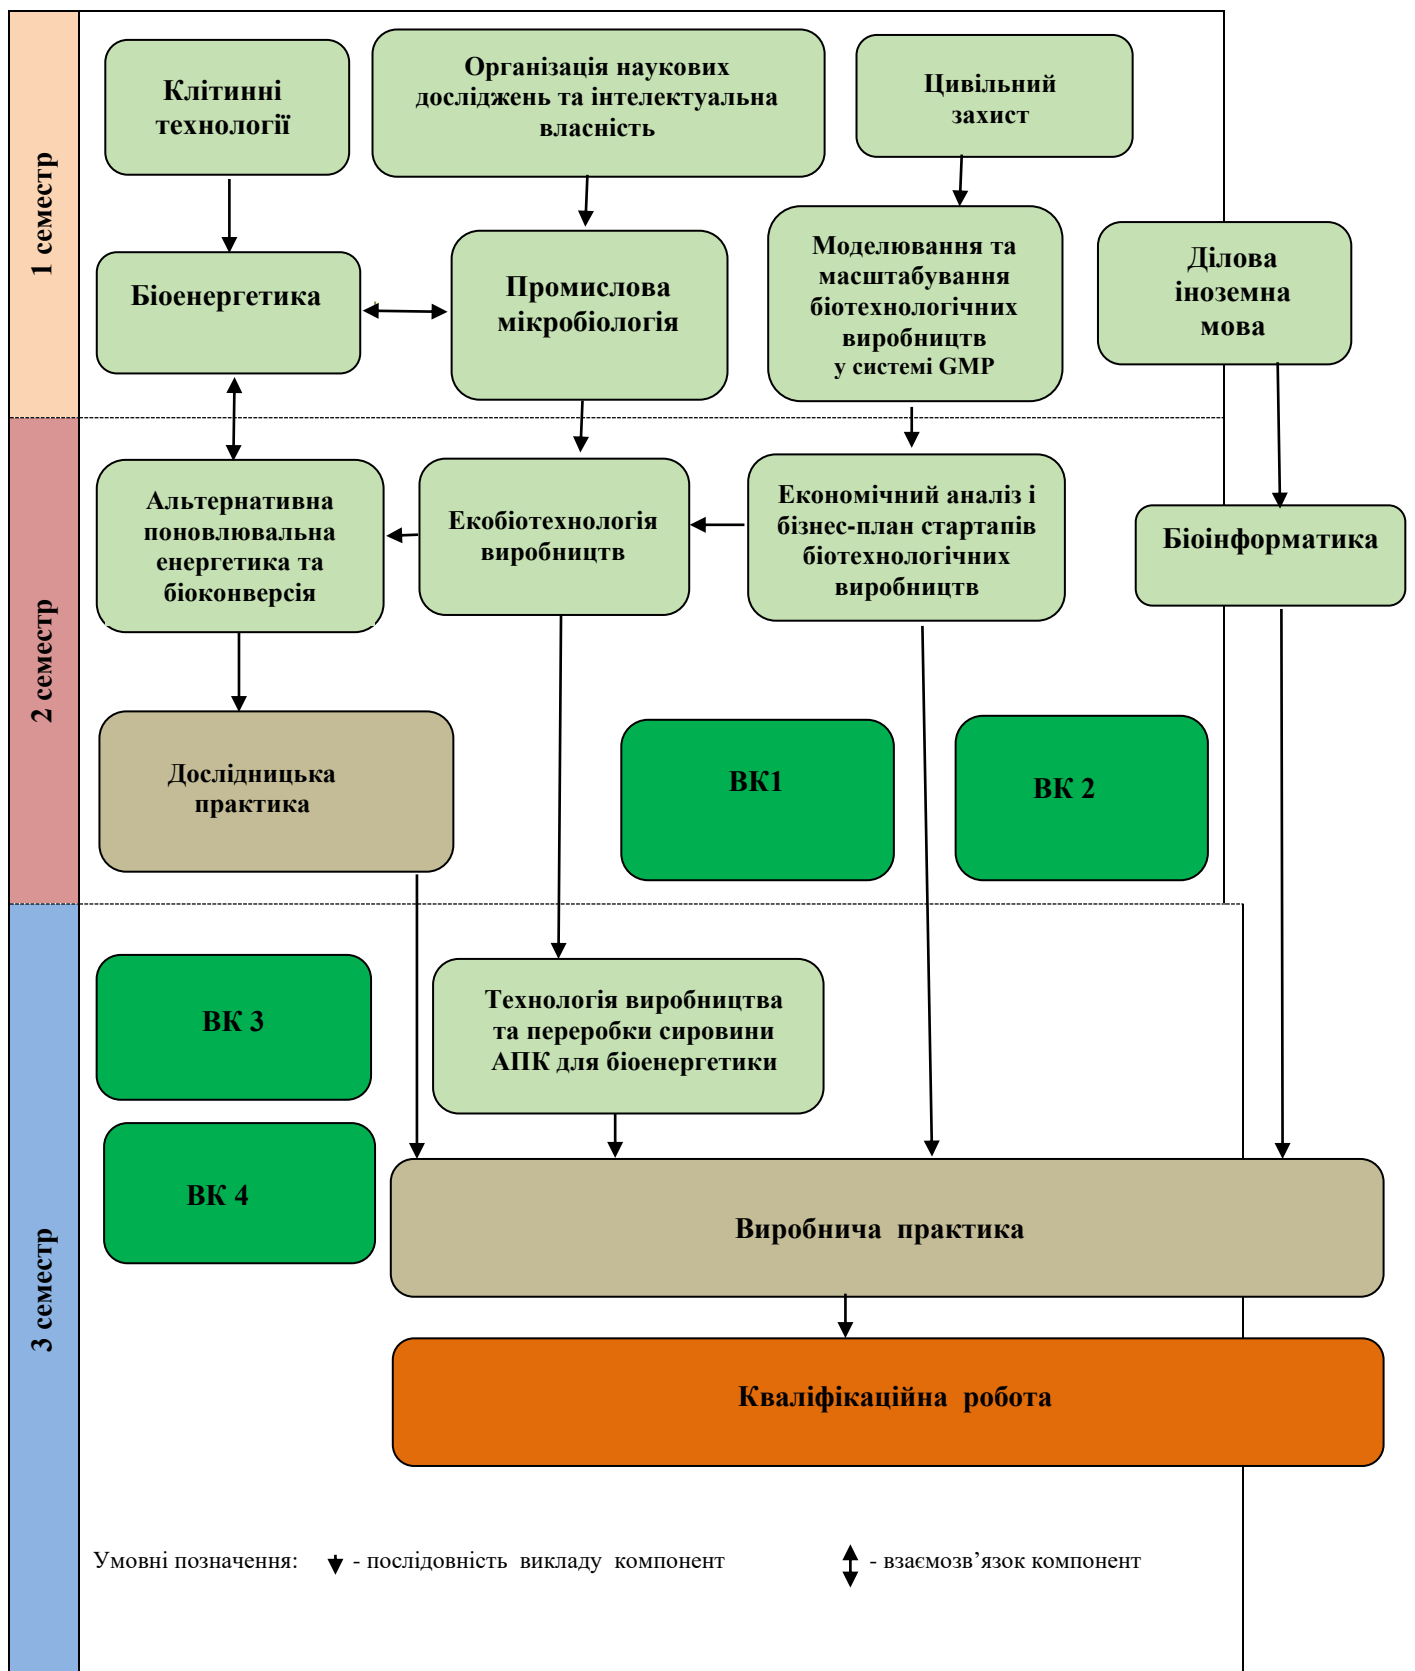 1 семестр
Клітинні
технології
Організація наукових
досліджень та інтелектуальна
власність
Цивільний
захист
Біоенергетика
Промислова
мікробіологія
Моделювання та
масштабування
біотехнологічних
виробництв
у системі GMP
Ділова
іноземна
мова
2 семестр
Альтернативна
поновлювальна
енергетика та
біоконверсія
Екобіотехнологія
виробництв
Економічний аналіз і
бізнес-план стартапів
біотехнологічних
виробництв
Біоінформатика
Дослідницька
практика
ВК1
ВК 2
3 семестр
ВК 3
Технологія виробництва
та переробки сировини
АПК для біоенергетики
ВК 4
Виробнича практика
Кваліфікаційна робота
Умовні позначення: - послідовність викладу компонент - взаємозв’язок компонент